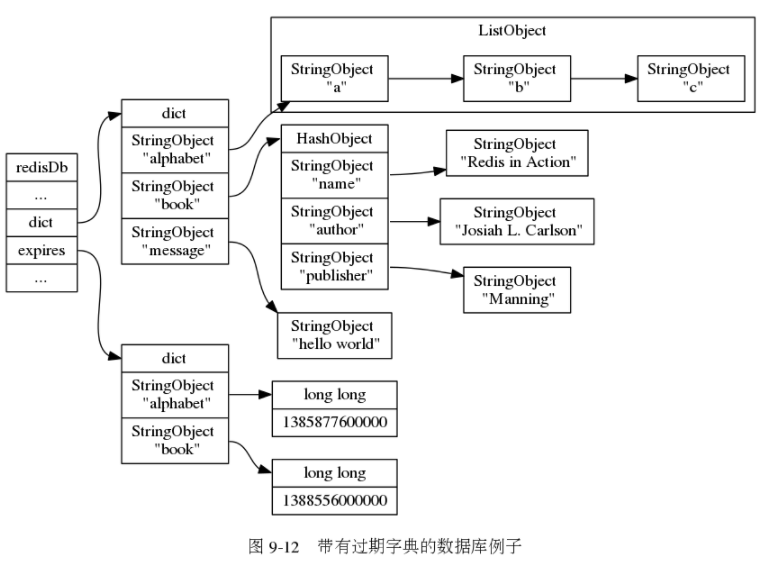 redisDb
...
dict
expires
...
dict
StringObject
"alphabet"
StringObject
"book"
StringObject
"message"
ListObject
StringObject
"a"
StringObject
"b"
StringObject
"c"
HashObject
StringObject
"name"
StringObject
"author"
StringObject
"publisher"
StringObject
"Redis in Action"
StringObject
"Josiah L. Carlson"
StringObject
"Manning"
StringObject
"hello world"
dict
StringObject
"alphabet"
StringObject
"book"
long long
1385877600000
long long
1388556000000
图 9-12 带有过期字典的数据库例子